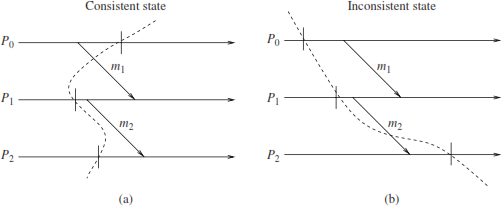 Consistent state
P0
m1
P1
m2
P2
(a)
Inconsistent state
P0
m1
P1
m2
P2
(b)